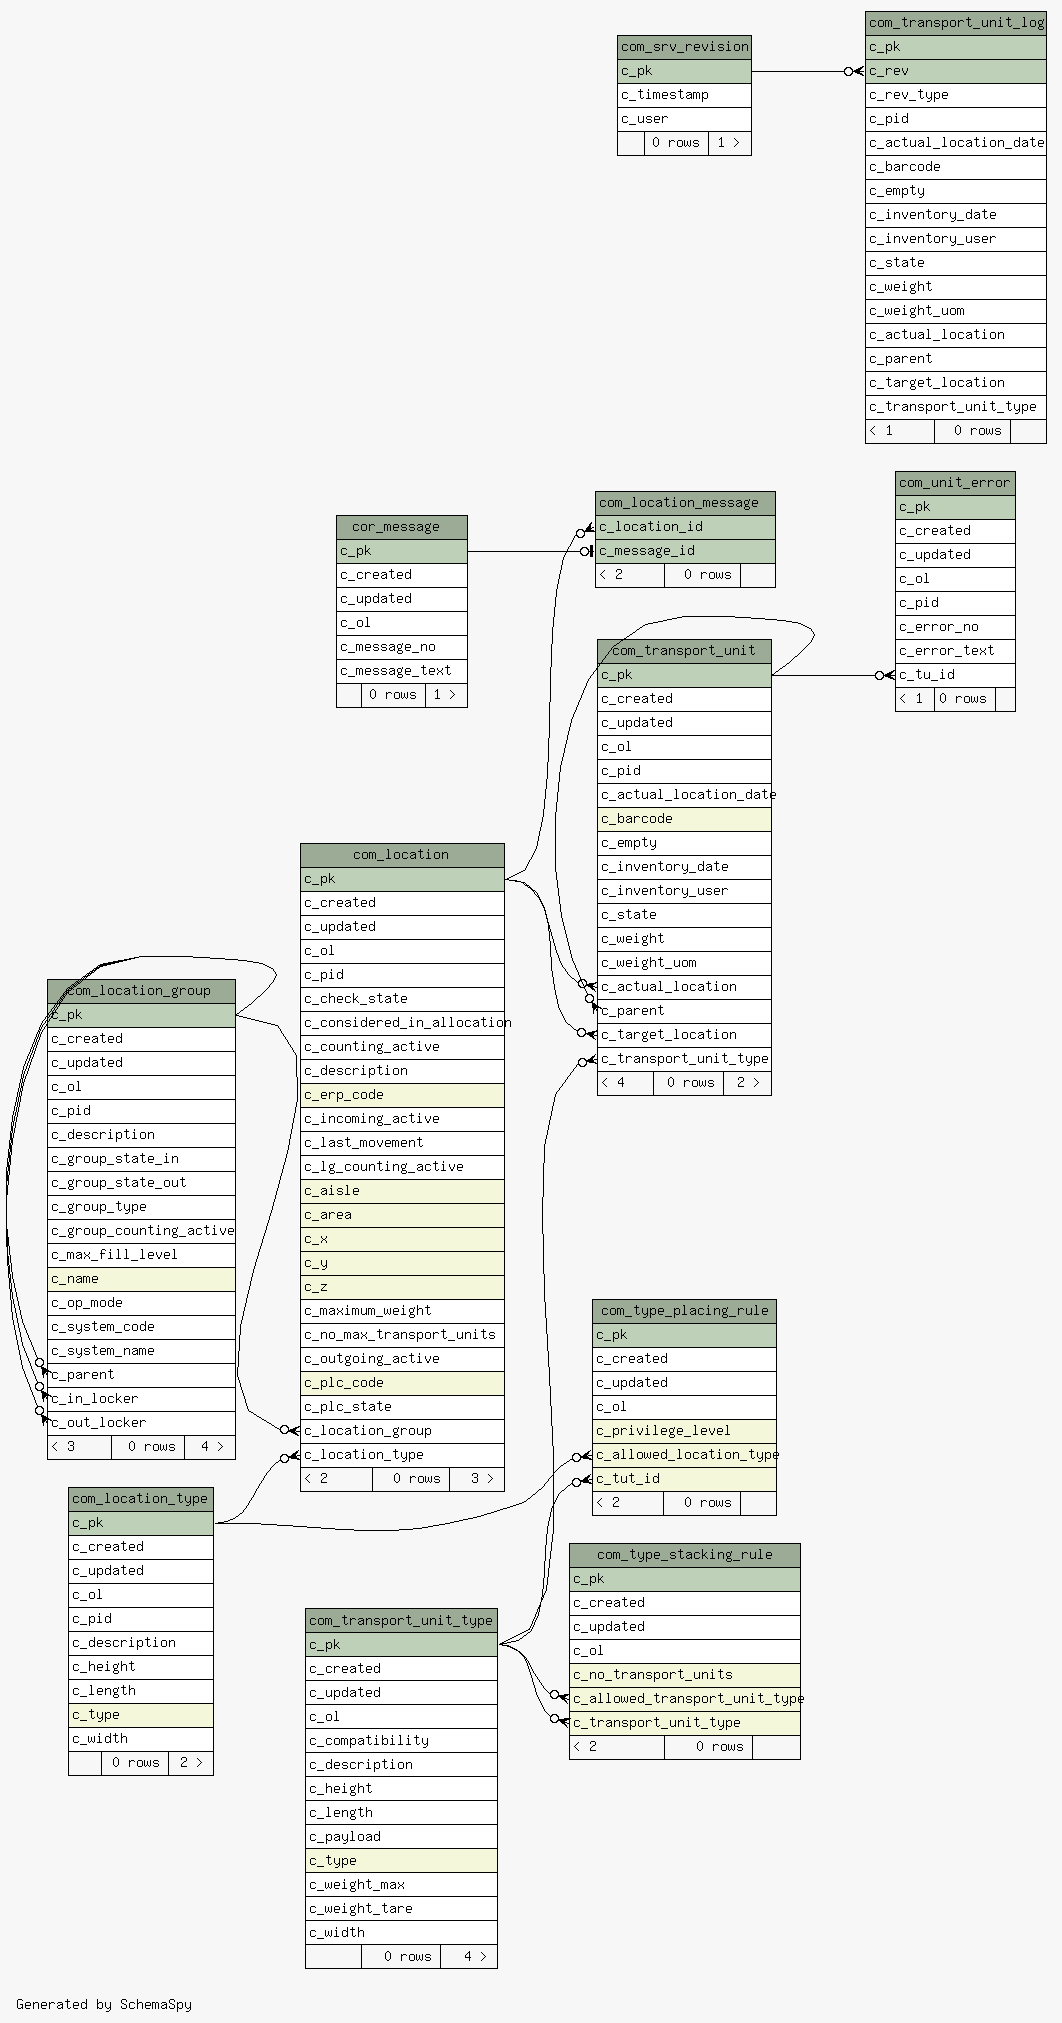 com_transport_unit_log
c_pk
c_rev
c_rev_type
c_pid
c_actual_location_date
c_barcode
c_empty
c_inventory_date
c_inventory_user
c_state
c_weight
c_weight_uom
c_actual_location
c_parent
c_target_location
c_transport_unit_type
< 1 0 rows
com_srv_revision
c_pk
c_timestamp
c_user
0 rows 1 >
com_unit_error
c_pk
c_created
c_updated
c_ol
c_pid
c_error_no
c_error_text
c_tu_id
< 1 0 rows
com_location_message
c_location_id
c_message_id
< 2 0 rows
cor_message
c_pk
c_created
c_updated
c_ol
c_message_no
c_message_text
0 rows 1 >
com_transport_unit
c_pk
c_created
c_updated
c_ol
c_pid
c_actual_location_date
c_barcode
c_empty
c_inventory_date
c_inventory_user
c_state
c_weight
c_weight_uom
c_actual_location
c_parent
c_target_location
c_transport_unit_type
< 4 0 rows 2 >
com_location
c_pk
c_created
c_updated
c_ol
c_pid
c_check_state
c_considered_in_allocation
c_counting_active
c_description
c_erp_code
c_incoming_active
c_last_movement
c_lg_counting_active
c_aisle
c_area
c_x
c_y
c_z
c_maximum_weight
c_no_max_transport_units
c_outgoing_active
c_plc_code
c_plc_state
c_location_group
c_location_type
< 2 0 rows 3 >
com_location_group
c_pk
c_created
c_updated
c_ol
c_pid
c_description
c_group_state_in
c_group_state_out
c_group_type
c_group_counting_active
c_max_fill_level
c_name
c_op_mode
c_system_code
c_system_name
c_parent
c_in_locker
c_out_locker
< 3 0 rows 4 >
com_type_placing_rule
c_pk
c_created
c_updated
c_ol
c_privilege_level
c_allowed_location_type
c_tut_id
< 2 0 rows
com_location_type
c_pk
c_created
c_updated
c_ol
c_pid
c_description
c_height
c_length
c_type
c_width
0 rows 2 >
com_type_stacking_rule
c_pk
c_created
c_updated
c_ol
c_no_transport_units
c_allowed_transport_unit_type
c_transport_unit_type
< 2 0 rows
com_transport_unit_type
c_pk
c_created
c_updated
c_ol
c_compatibility
c_description
c_height
c_length
c_payload
c_type
c_weight_max
c_weight_tare
c_width
0 rows 4 >
Generated by SchemaSpy